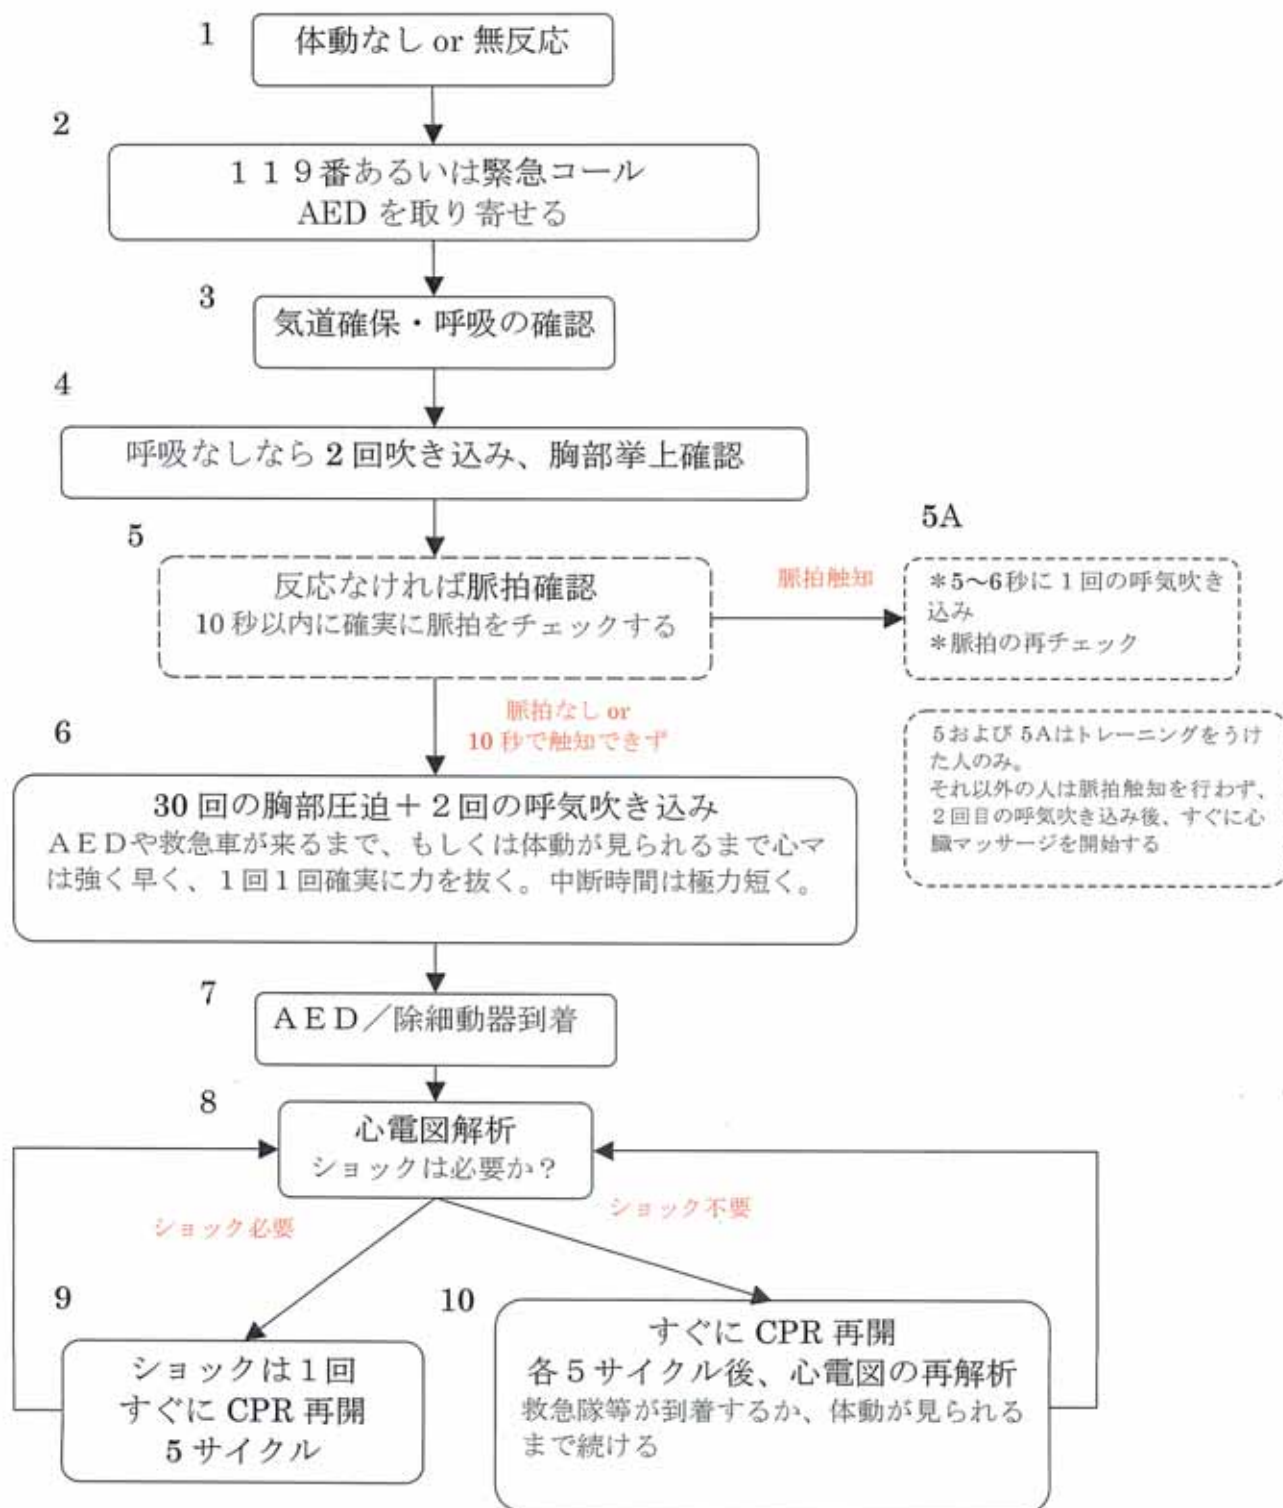 1
体動なし or 無反応
2
１１９番あるいは緊急コール
AED を取り寄せる
3
気道確保・呼吸の確認
4
呼吸なしなら 2 回吹き込み、胸部挙上確認
5
反応なければ脈拍確認
10 秒以内に確実に脈拍をチェックする
脈拍触知
5A
＊5～6秒に 1 回の呼気吹き
込み
＊脈拍の再チェック
脈拍なし or
10 秒で触知できず
5および 5Aはトレーニングをうけ
た人のみ。
それ以外の人は脈拍触知を行わず、
２回目の呼気吹き込み後、すぐに心
臓マッサージを開始する
6
30 回の胸部圧迫＋２回の呼気吹き込み
ＡＥＤや救急車が来るまで、もしくは体動が見られるまで心マ
は強く早く、１回１回確実に力を抜く。中断時間は極力短く。
7
ＡＥＤ／除細動器到着
8
心電図解析
ショックは必要か？
ショック必要
ショック不要
9
ショックは１回
すぐに CPR 再開
5 サイクル
10
すぐに CPR 再開
各５サイクル後、心電図の再解析
救急隊等が到着するか、体動が見られる
まで続ける